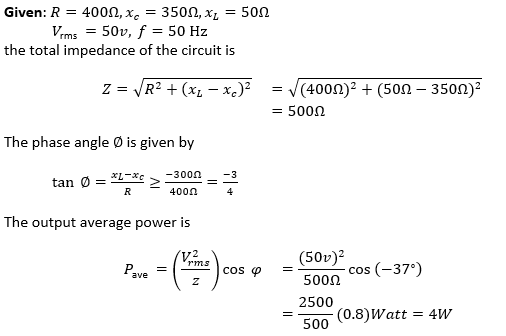 Given: R = 400Ω, x_c = 350Ω, x_L = 50Ω
V_rms = 50v, f = 50 Hz
the total impedance of the circuit is
Z = √(R² + (x_L − x_c)²) = √((400Ω)² + (50Ω − 350Ω)²)
= 500Ω
The phase angle Ø is given by
tan Ø = (x_L−x_c)/R ≥ −300Ω/400Ω = −3/4
The output average power is
P_ave = (V²_rms/z) cos φ = (50v)²/500Ω cos (−37°)
= 2500/500 (0.8)Watt = 4W